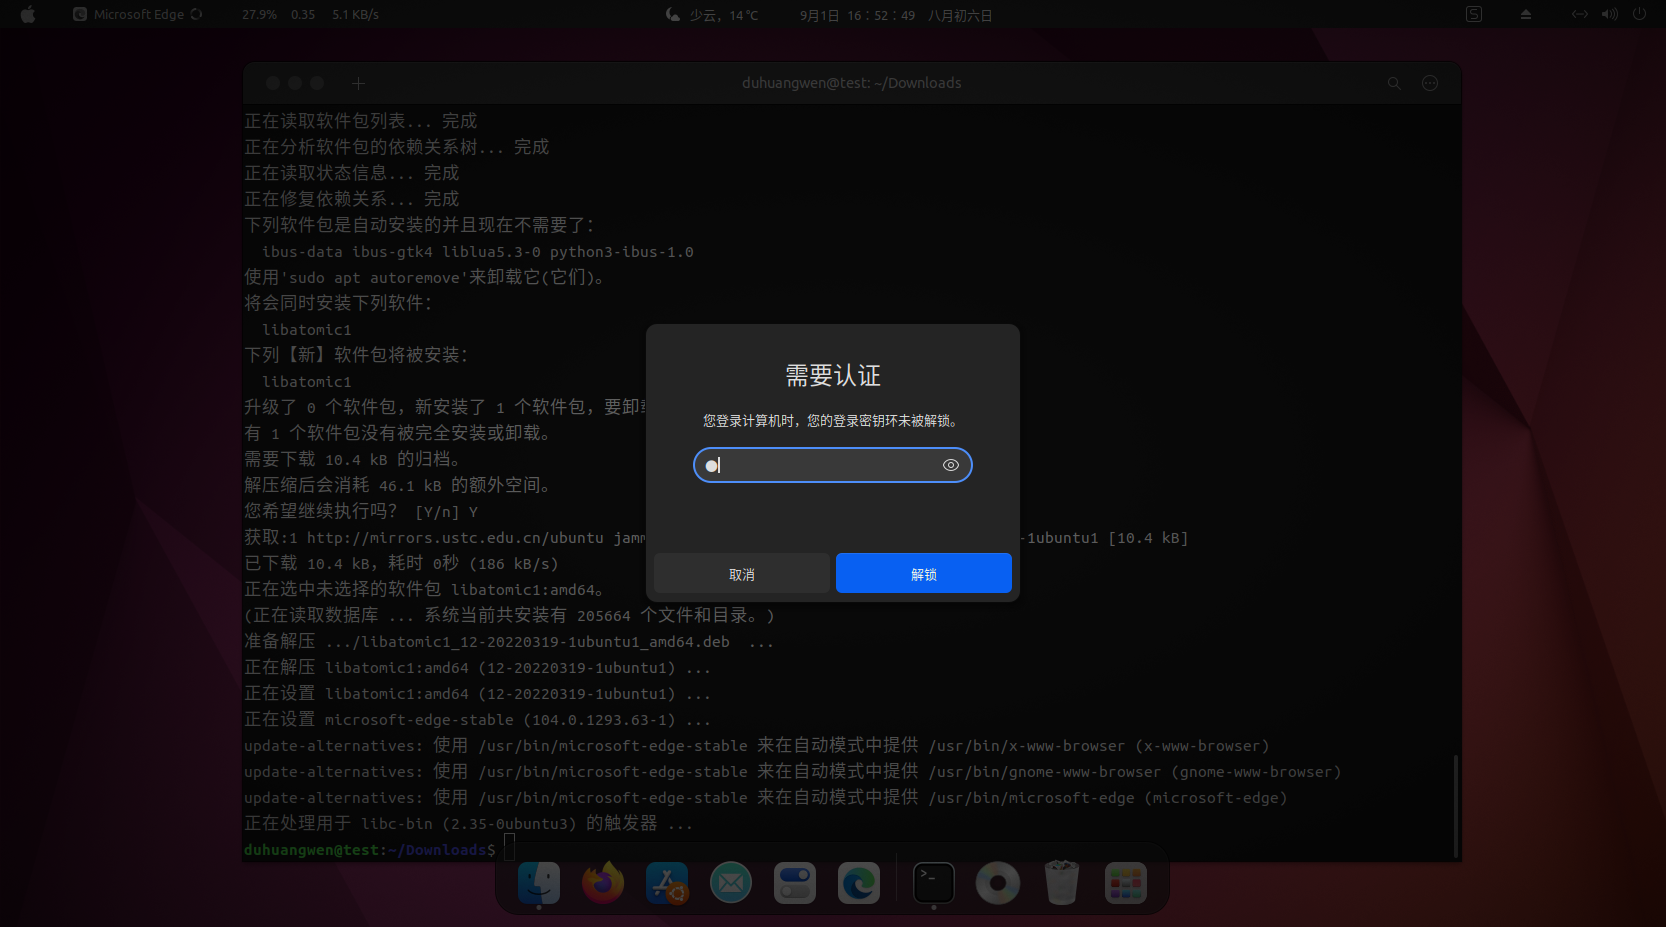 Microsoft Edge 27.9% 0.35 5.1 KB/s 少云，14 ℃ 9月1日 16：52：49 八月初六日
duhuangwen@test: ~/Downloads
正在读取软件包列表... 完成
正在分析软件包的依赖关系树... 完成
正在读取状态信息... 完成
正在修复依赖关系... 完成
下列软件包是自动安装的并且现在不需要了：
ibus-data ibus-gtk4 liblua5.3-0 python3-ibus-1.0
使用'sudo apt autoremove'来卸载它(它们)。
将会同时安装下列软件：
libatomic1
下列【新】软件包将被安装：
libatomic1
升级了 0 个软件包，新安装了 1 个软件包，要卸
有 1 个软件包没有被完全安装或卸载。
需要下载 10.4 kB 的归档。
解压缩后会消耗 46.1 kB 的额外空间。
您希望继续执行吗？ [Y/n] Y
获取:1 http://mirrors.ustc.edu.cn/ubuntu jam -1ubuntu1 [10.4 kB]
已下载 10.4 kB，耗时 0秒 (186 kB/s)
正在选中未选择的软件包 libatomic1:amd64。
(正在读取数据库 ... 系统当前共安装有 205664 个文件和目录。)
准备解压 .../libatomic1_12-20220319-1ubuntu1_amd64.deb ...
正在解压 libatomic1:amd64 (12-20220319-1ubuntu1) ...
正在设置 libatomic1:amd64 (12-20220319-1ubuntu1) ...
正在设置 microsoft-edge-stable (104.0.1293.63-1) ...
update-alternatives: 使用 /usr/bin/microsoft-edge-stable 来在自动模式中提供 /usr/bin/x-www-browser (x-www-browser)
update-alternatives: 使用 /usr/bin/microsoft-edge-stable 来在自动模式中提供 /usr/bin/gnome-www-browser (gnome-www-browser)
update-alternatives: 使用 /usr/bin/microsoft-edge-stable 来在自动模式中提供 /usr/bin/microsoft-edge (microsoft-edge)
正在处理用于 libc-bin (2.35-0ubuntu3) 的触发器 ...
duhuangwen@test:~/Downloads$
需要认证
您登录计算机时，您的登录密钥环未被解锁。
取消
解锁